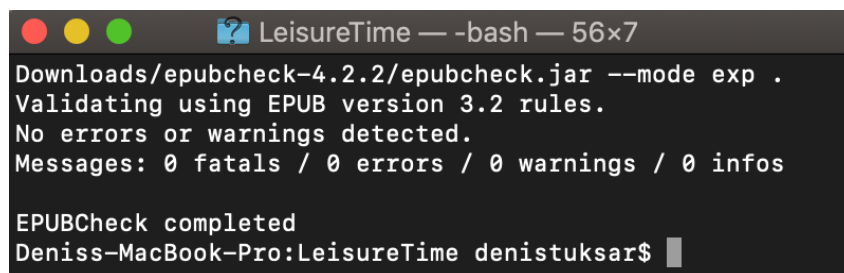 LeisureTime — -bash — 56×7
Downloads/epubcheck-4.2.2/epubcheck.jar --mode exp .
Validating using EPUB version 3.2 rules.
No errors or warnings detected.
Messages: 0 fatals / 0 errors / 0 warnings / 0 infos
EPUBCheck completed
Deniss-MacBook-Pro:LeisureTime denistuksar$